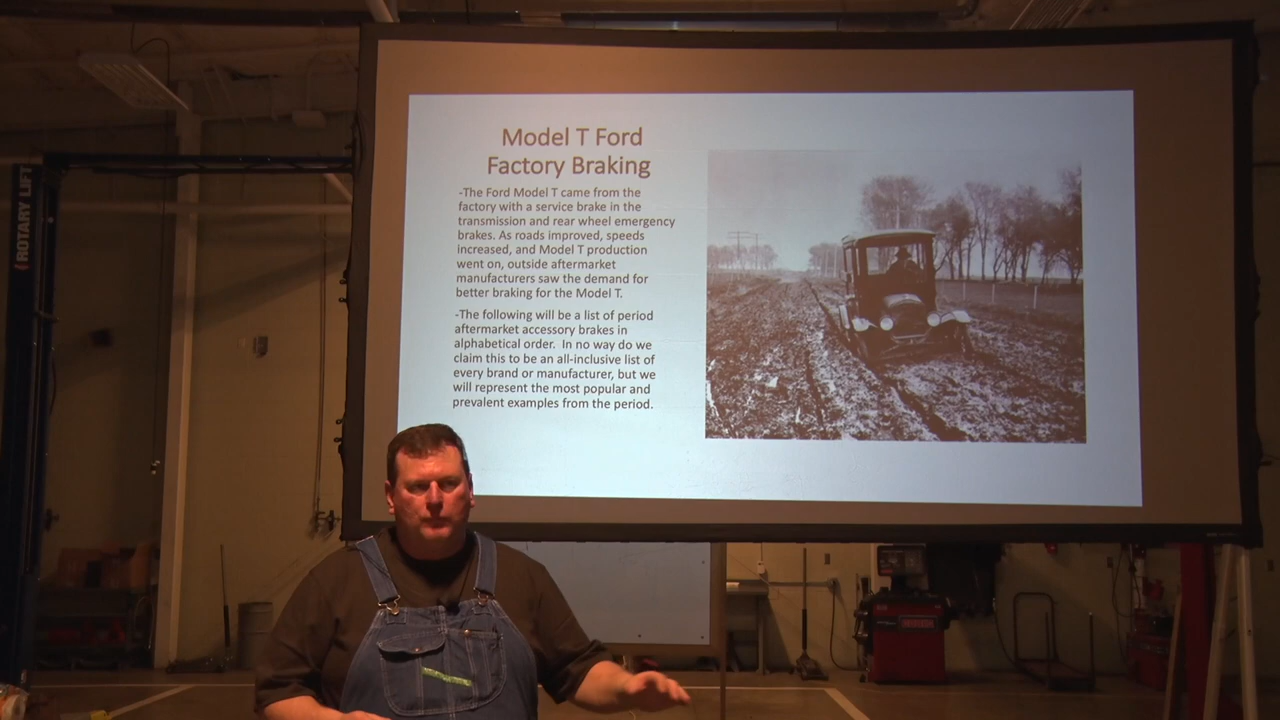 Model T Ford
Factory Braking
-The Ford Model T came from the
factory with a service brake in the
transmission and rear wheel emergency
brakes. As roads improved, speeds
increased, and Model T production
went on, outside aftermarket
manufacturers saw the demand for
better braking for the Model T.
-The following will be a list of period
aftermarket accessory brakes in
alphabetical order. In no way do we
claim this to be an all-inclusive list of
every brand or manufacturer, but we
will represent the most popular and
prevalent examples from the period.
ROTARY LIFT